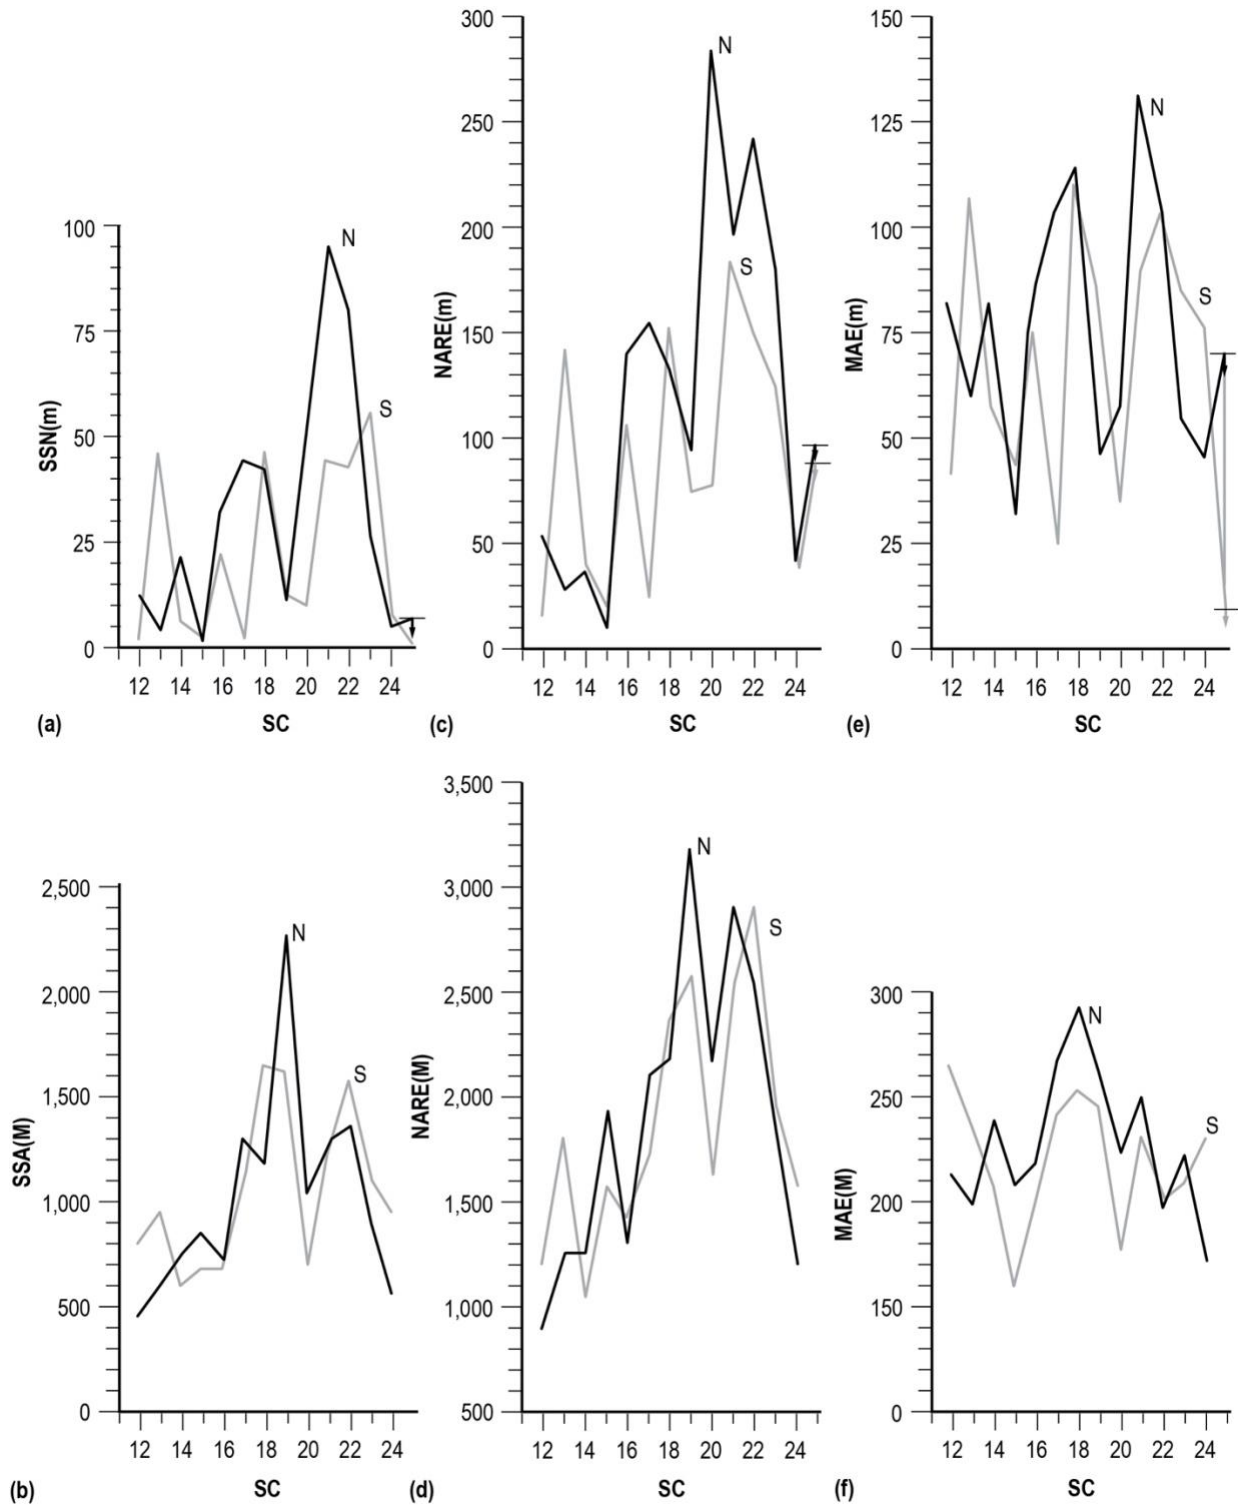 100
75
50
25
0
N
S
SSN(m)
12 14 16 18 20 22 24
(a) SC
300
250
200
150
100
50
0
N
S
NARE(m)
12 14 16 18 20 22 24
(c) SC
150
125
100
75
50
25
0
N
S
MAE(m)
12 14 16 18 20 22 24
(e) SC
2,500
2,000
1,500
1,000
500
0
N
S
SSA(M)
12 14 16 18 20 22 24
(b) SC
3,500
3,000
2,500
2,000
1,500
1,000
500
N
S
NARE(M)
12 14 16 18 20 22 24
(d) SC
300
250
200
150
0
N
S
MAE(M)
12 14 16 18 20 22 24
(f) SC